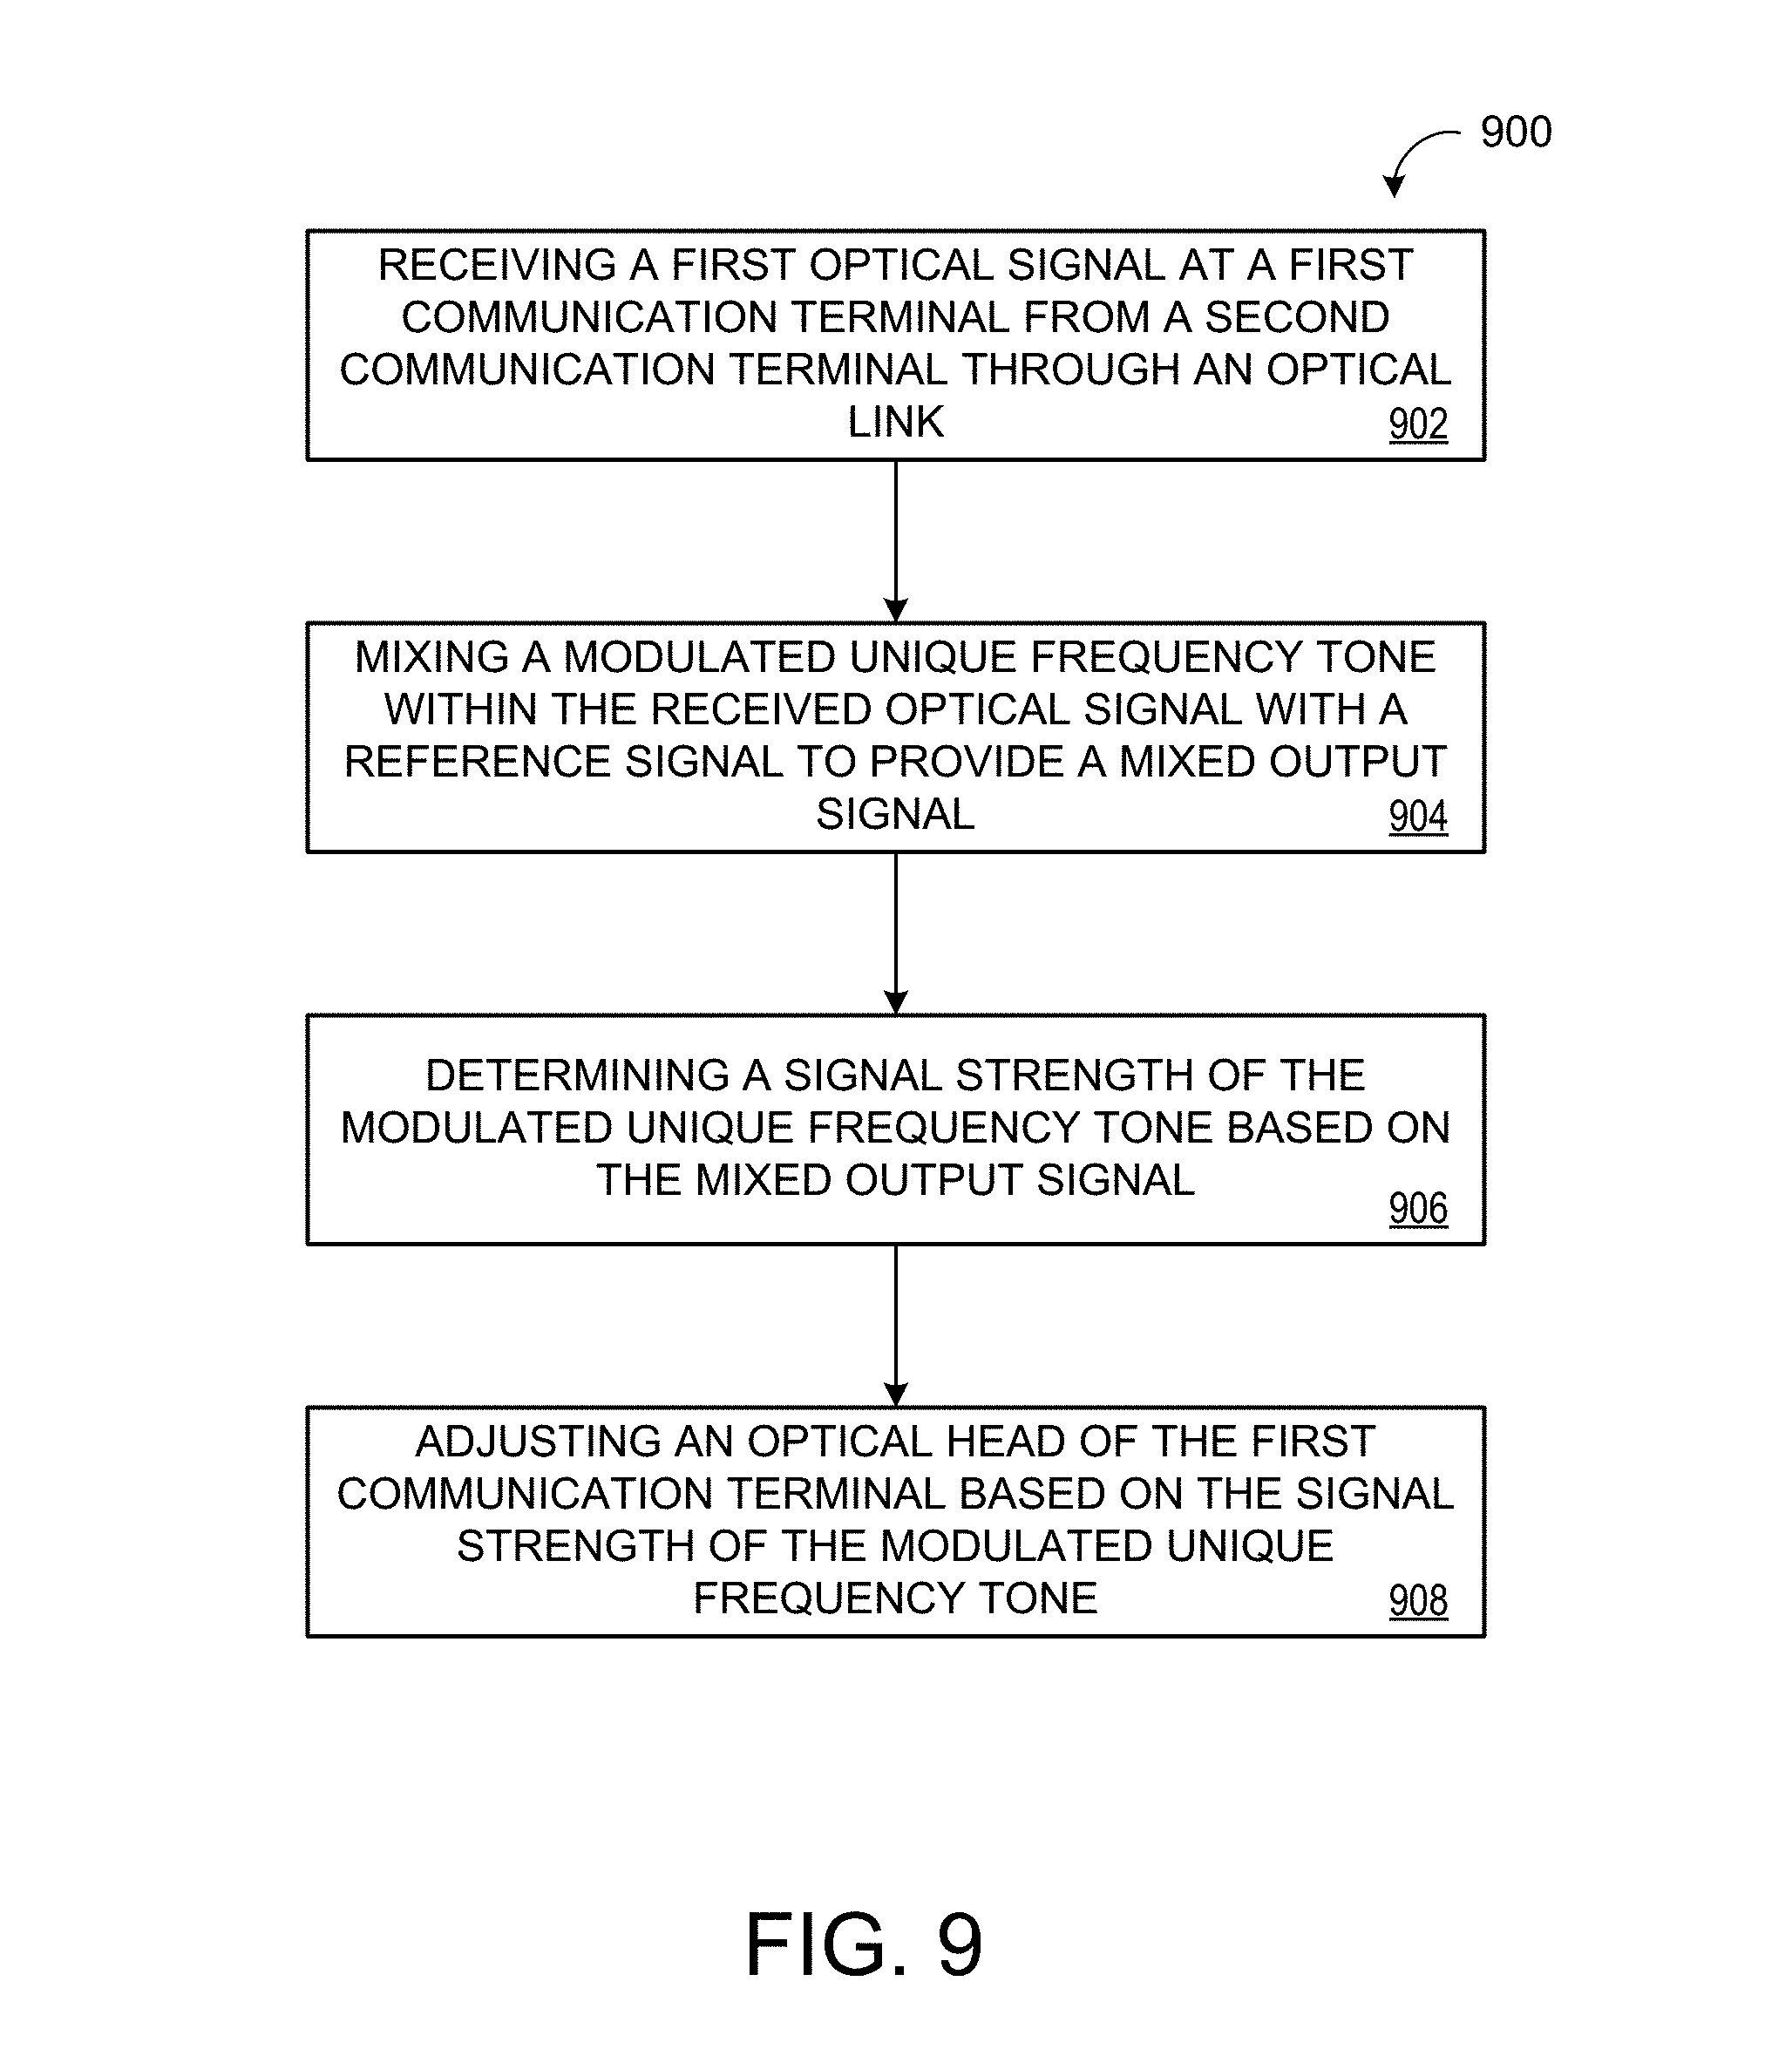 900
RECEIVING A FIRST OPTICAL SIGNAL AT A FIRST
COMMUNICATION TERMINAL FROM A SECOND
COMMUNICATION TERMINAL THROUGH AN OPTICAL
LINK
902
MIXING A MODULATED UNIQUE FREQUENCY TONE
WITHIN THE RECEIVED OPTICAL SIGNAL WITH A
REFERENCE SIGNAL TO PROVIDE A MIXED OUTPUT
SIGNAL
904
DETERMINING A SIGNAL STRENGTH OF THE
MODULATED UNIQUE FREQUENCY TONE BASED ON
THE MIXED OUTPUT SIGNAL
906
ADJUSTING AN OPTICAL HEAD OF THE FIRST
COMMUNICATION TERMINAL BASED ON THE SIGNAL
STRENGTH OF THE MODULATED UNIQUE
FREQUENCY TONE
908
FIG. 9